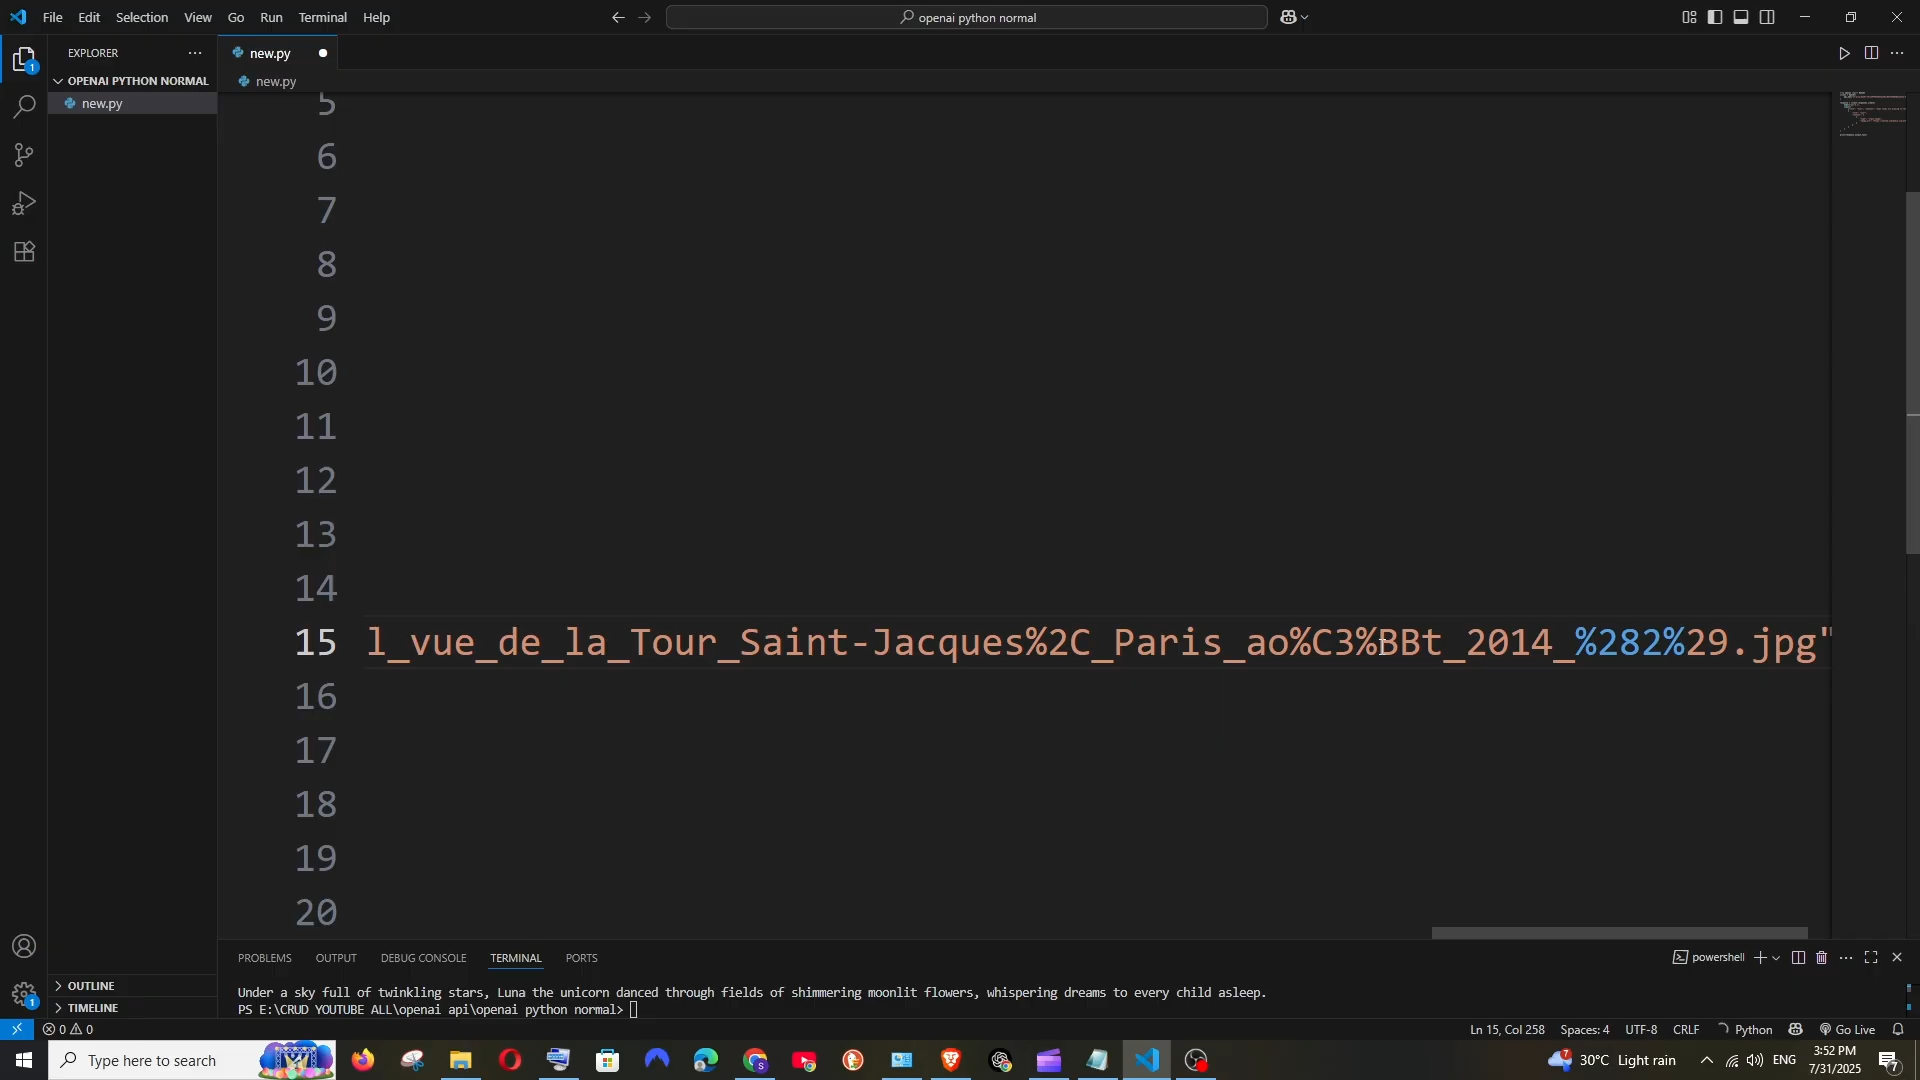 File Edit Selection View Go Run Terminal Help
openai python normal
EXPLORER
new.py
1
OPENAI PYTHON NORMAL
new.py
new.py
5
6
7
8
9
10
11
12
13
14
15 l_vue_de_la_Tour_Saint-Jacques%2C_Paris_ao%C3%BBt_2014_%282%29.jpg"
16
17
18
19
20
PROBLEMS OUTPUT DEBUG CONSOLE TERMINAL PORTS
powershell
OUTLINE
TIMELINE
1
Under a sky full of twinkling stars, Luna the unicorn danced through fields of shimmering moonlit flowers, whispering dreams to every child asleep.
PS E:\CRUD YOUTUBE ALL\openai api\openai python normal>
0 0
Ln 15, Col 258 Spaces: 4 UTF-8 CRLF Python Go Live
Type here to search
7 30°C Light rain ENG
3:52 PM
7/31/2025
7